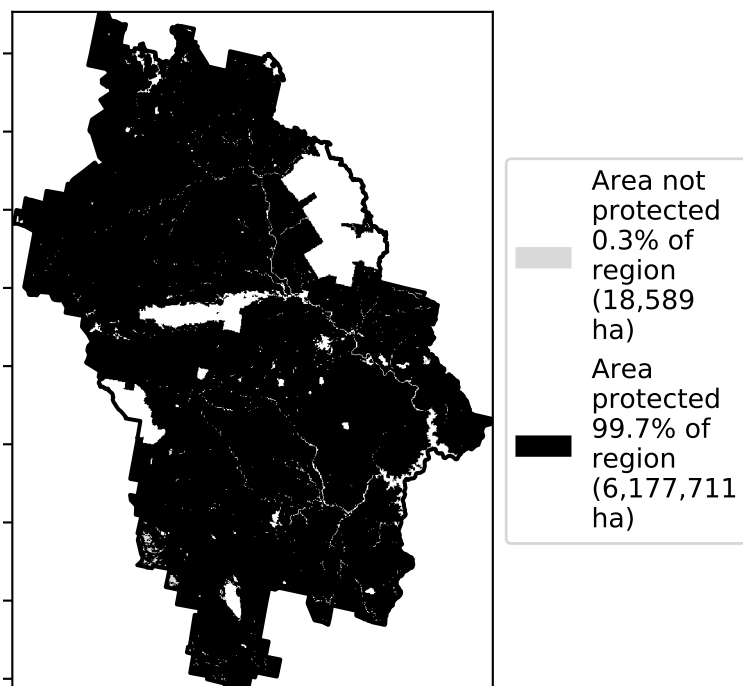 Area not
protected
0.3% of
region
(18,589
ha)
Area
protected
99.7% of
region
(6,177,711
ha)